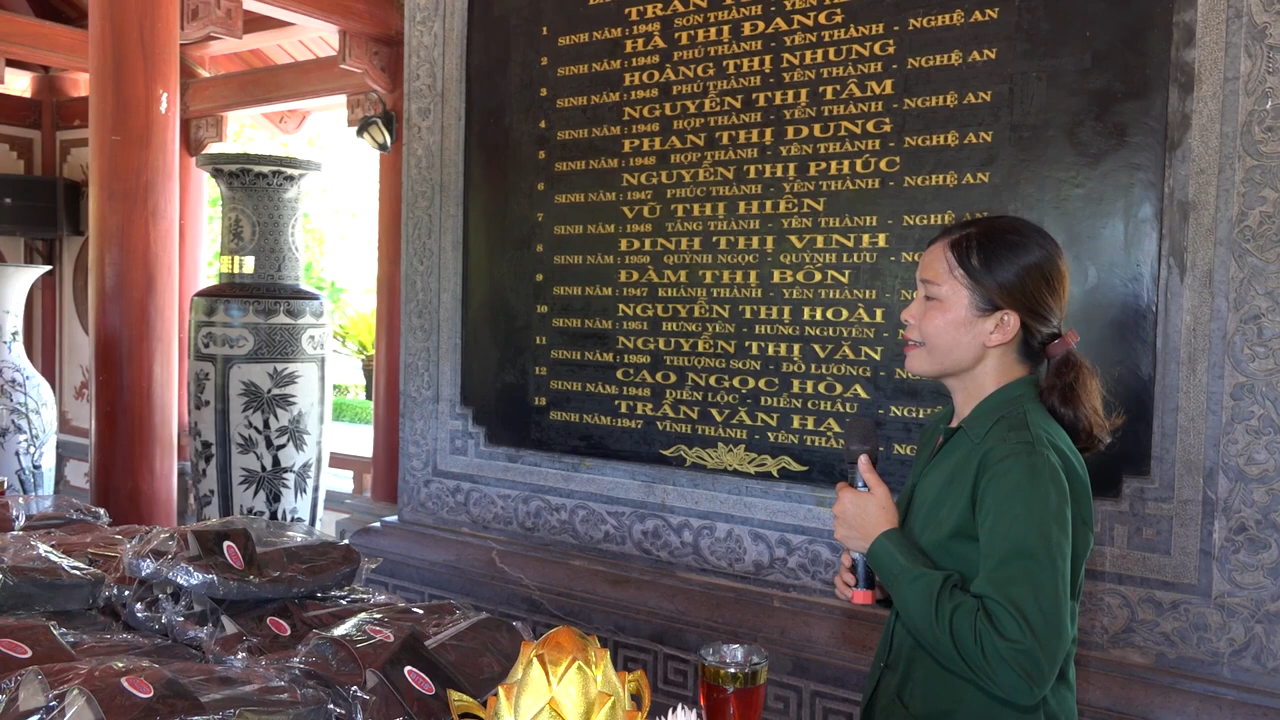 1 TRẦN
SINH NĂM : 1948 SƠN THÀNH - YÊN
2 HÀ THỊ ĐANG
SINH NĂM : 1948 PHÚ THÀNH - YÊN THÀNH - NGHỆ AN
3 HOÀNG THỊ NHUNG
SINH NĂM : 1948 PHÚ THÀNH - YÊN THÀNH - NGHỆ AN
4 NGUYỄN THỊ TÂM
SINH NĂM : 1946 HỢP THÀNH - YÊN THÀNH - NGHỆ AN
5 PHAN THỊ DUNG
SINH NĂM : 1948 HỢP THÀNH - YÊN THÀNH - NGHỆ AN
6 NGUYỄN THỊ PHÚC
SINH NĂM : 1947 PHÚC THÀNH - YÊN THÀNH - NGHỆ AN
7 VŨ THỊ HIÊN
SINH NĂM : 1948 TĂNG THÀNH - YÊN THÀNH - NGHỆ AN
8 ĐINH THỊ VINH
SINH NĂM : 1950 QUỲNH NGỌC - QUỲNH LƯU -
9 ĐÀM THỊ BỐN
SINH NĂM : 1947 KHÁNH THÀNH - YÊN THÀNH -
10 NGUYỄN THỊ HOÀI
SINH NĂM : 1951 HƯNG YÊN - HƯNG NGUYÊN -
11 NGUYỄN THỊ VĂN
SINH NĂM : 1950 THƯỢNG SƠN - ĐÔ LƯƠNG -
12 CAO NGỌC HÒA
SINH NĂM: 1948 DIỄN LỘC - DIỄN CHÂU - NGHỆ
13 TRẦN VĂN HẠ
SINH NĂM:1947 VĨNH THÀNH - YÊN THÀNH -